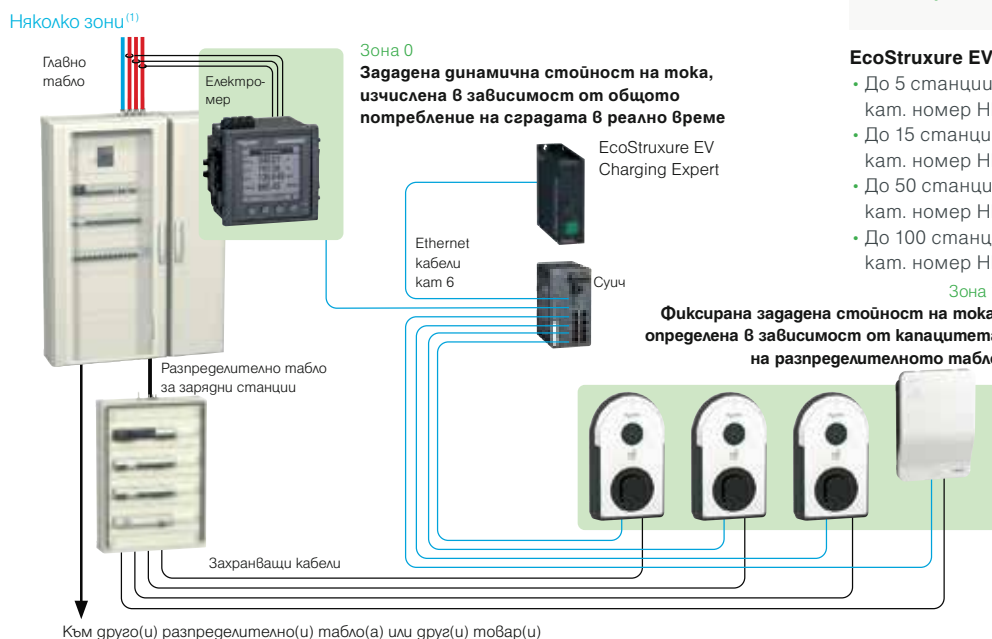 Няколко зони(1)
Главно
табло
Електро-
мер
Зона 0
Зададена динамична стойност на тока,
изчислена в зависимост от общото
потребление на сградата в реално време
EcoStruxure EV
Charging Expert
Ethernet
кабели
кат 6
Суич
EcoStruxure EV
• До 5 станции
кат. номер H
• До 15 станци
кат. номер H
• До 50 станци
кат. номер H
• До 100 станц
кат. номер H
Зона
Фиксирана зададена стойност на тока
определена в зависимост от капацитета
на разпределителното табло
Разпределително табло
за зарядни станции
Захранващи кабели
Към друго(и) разпределително(и) табло(а) или друг(и) товар(и)